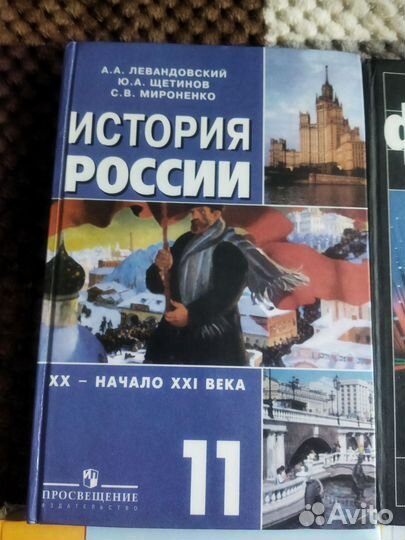 А.А. ЛЕВАНДОВСКИЙ
Ю.А. ЩЕТИНОВ
С.В. МИРОНЕНКО
ИСТОРИЯ
РОССИИ
XX – НАЧАЛО XXI ВЕКА
11
ПРОСВЕЩЕНИЕ
ИЗДАТЕЛЬСТВО
Ф
Avito